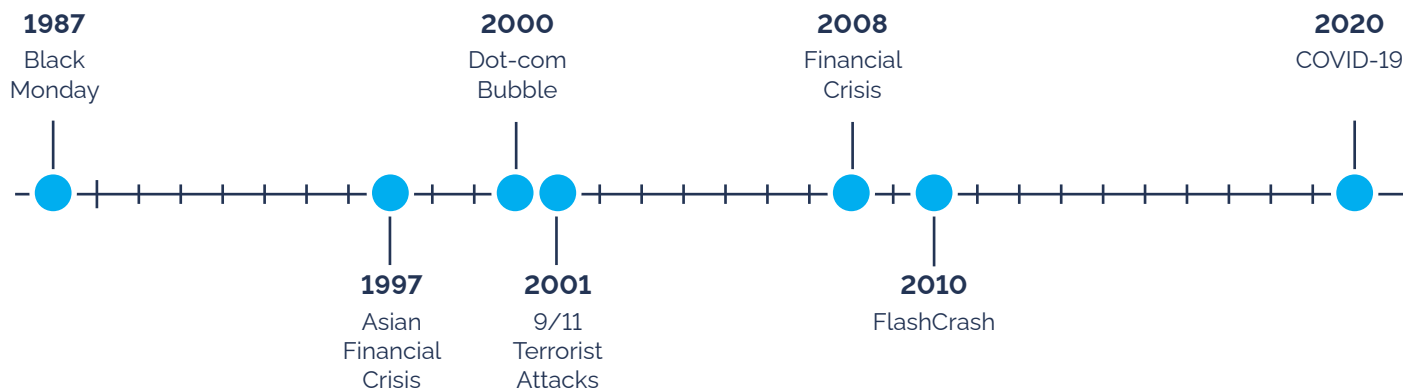 1987
Black
Monday
2000
Dot-com
Bubble
2008
Financial
Crisis
2020
COVID-19
1997
Asian
Financial
Crisis
2001
9/11
Terrorist
Attacks
2010
FlashCrash